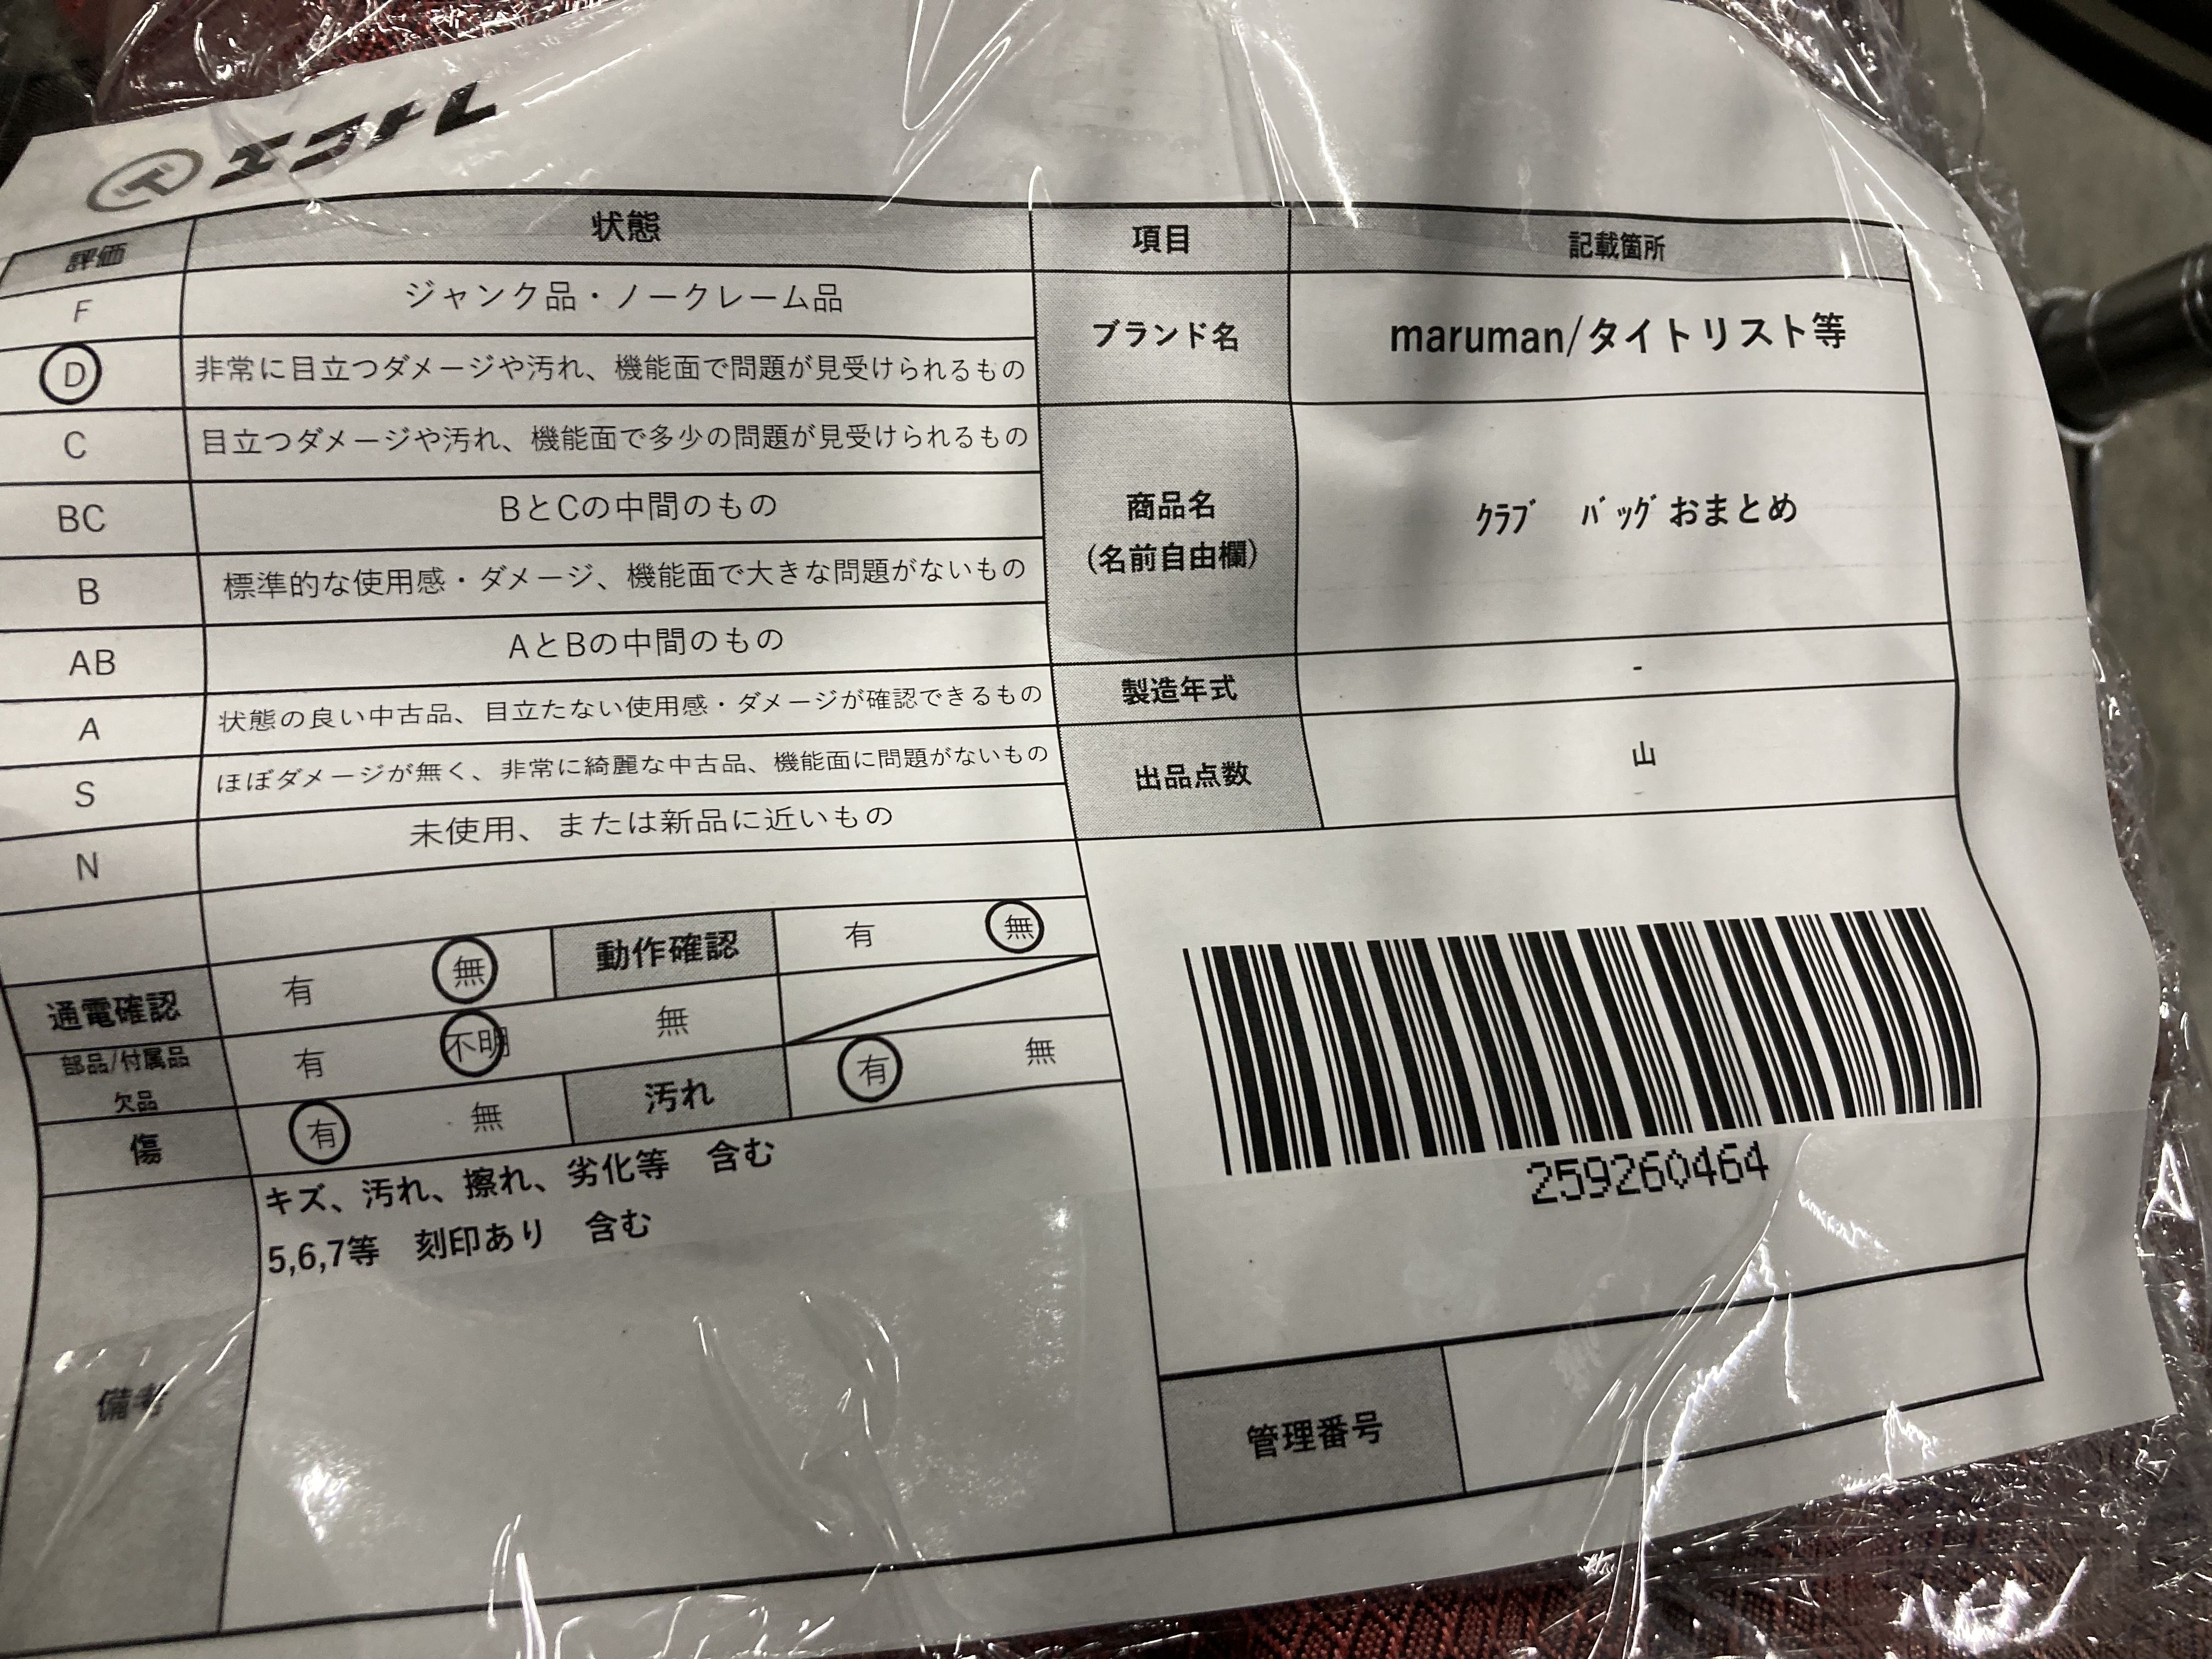 エコトレ
評価 状態
F ジャンク品・ノークレーム品
D 非常に目立つダメージや汚れ、機能面で問題が見受けられるもの
C 目立つダメージや汚れ、機能面で多少の問題が見受けられるもの
BC BとCの中間のもの
B 標準的な使用感・ダメージ、機能面で大きな問題がないもの
AB AとBの中間のもの
A 状態の良い中古品、目立たない使用感・ダメージが確認できるもの
S ほぼダメージが無く、非常に綺麗な中古品、機能面に問題がないもの
N 未使用、または新品に近いもの
通電確認 有 無 動作確認 有 無
部品/付属品 有 不明 無
欠品
傷 有 無 汚れ 有 無
備考
キズ、汚れ、擦れ、劣化等 含む
5,6,7等 刻印あり 含む
項目 記載箇所
ブランド名 maruman/タイトリスト等
商品名 ｸﾗﾌﾞ ﾊﾞｯｸﾞおまとめ
(名前自由欄)
製造年式 -
出品点数 山
259260464
管理番号